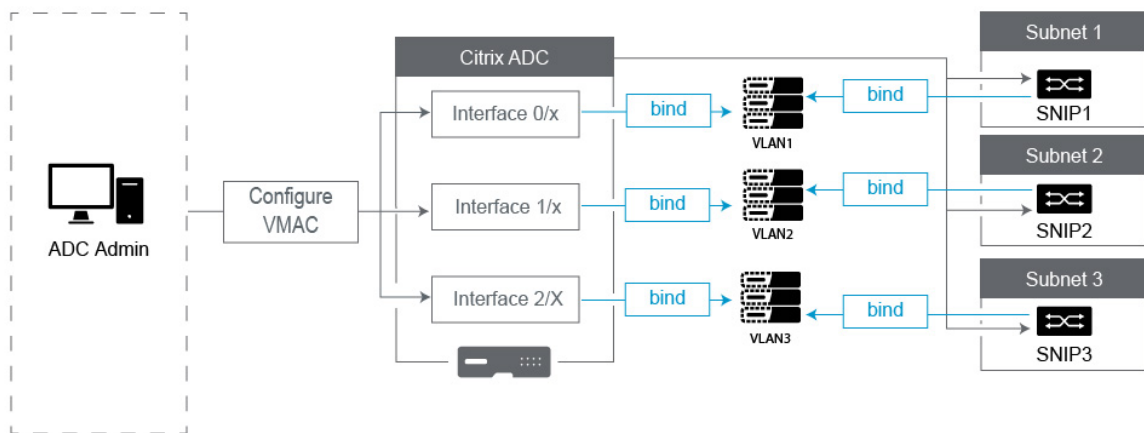 ADC Admin
Configure
VMAC
Citrix ADC
Interface 0/x
Interface 1/x
Interface 2/X
bind
bind
bind
VLAN1
VLAN2
VLAN3
bind
bind
bind
Subnet 1
SNIP1
Subnet 2
SNIP2
Subnet 3
SNIP3